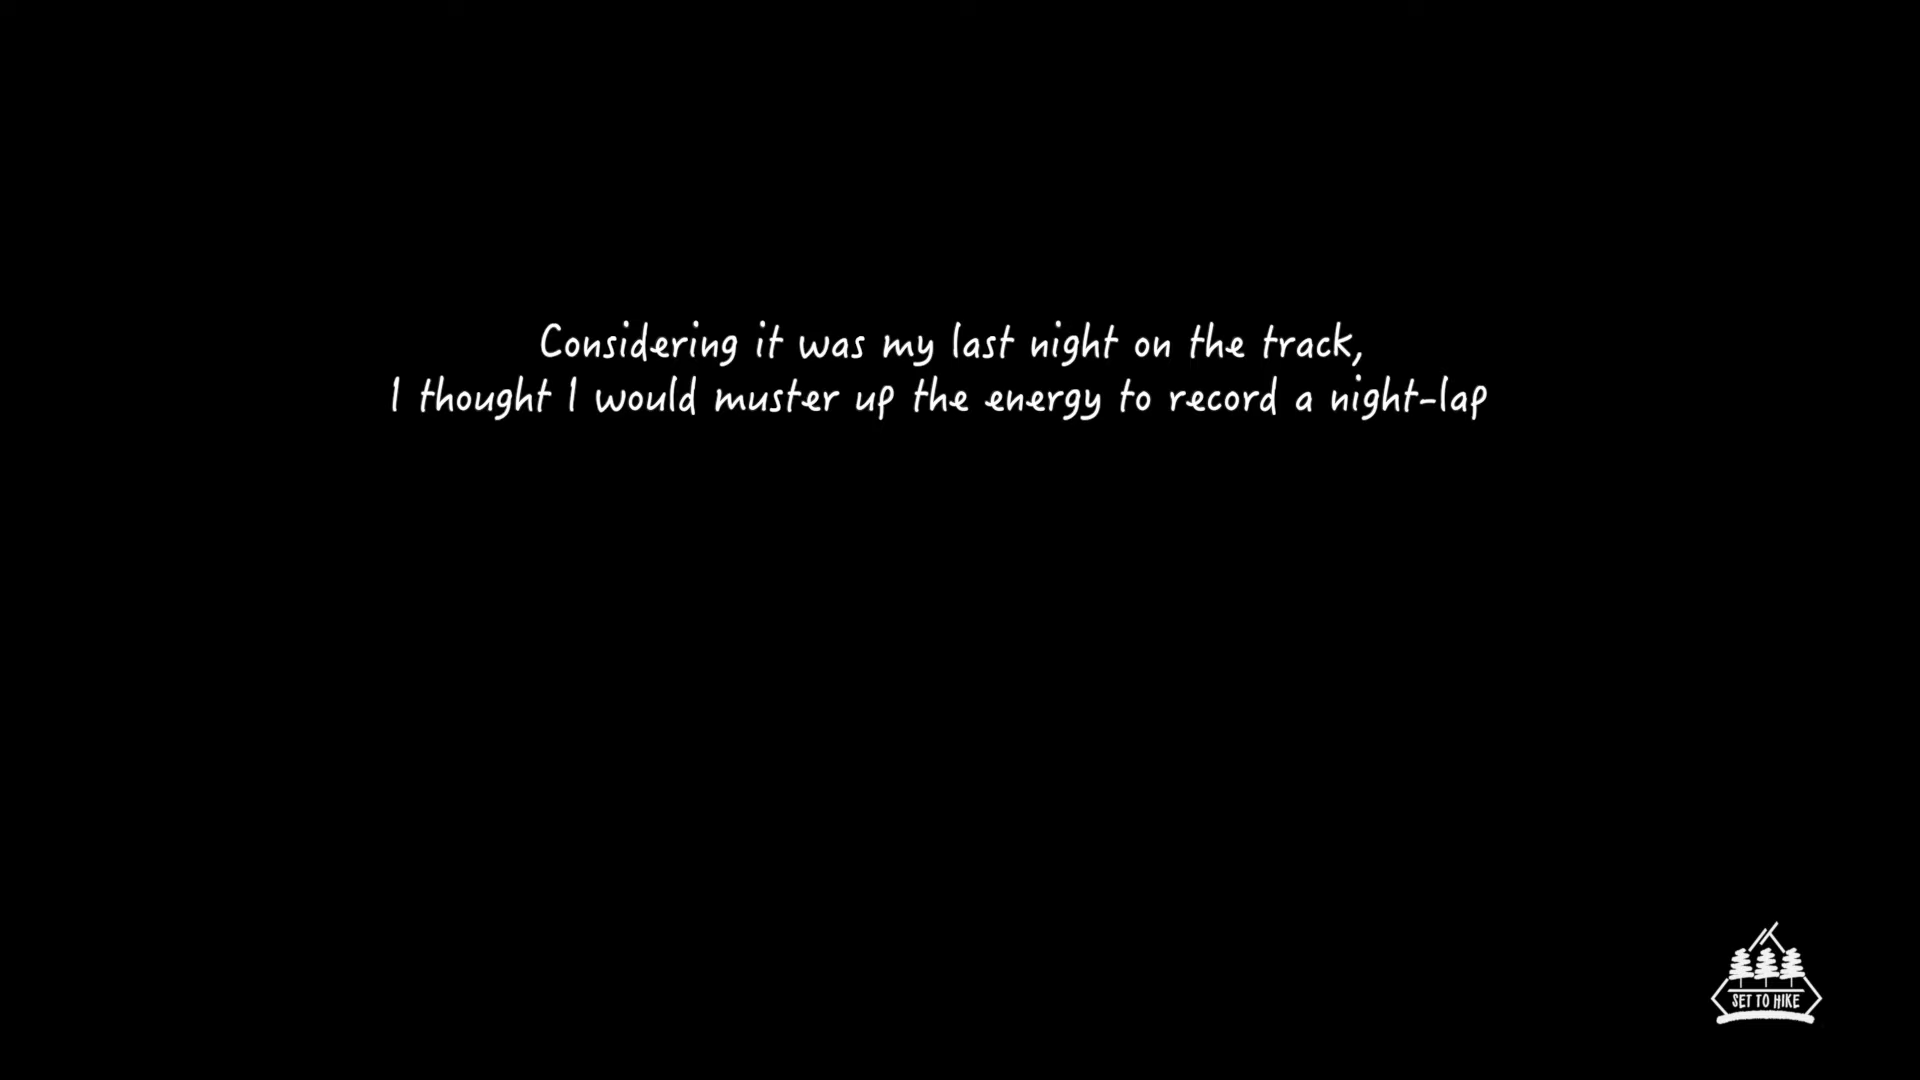 Considering it was my last night on the track,
I thought I would muster up the energy to record a night-lap
SET TO HIKE